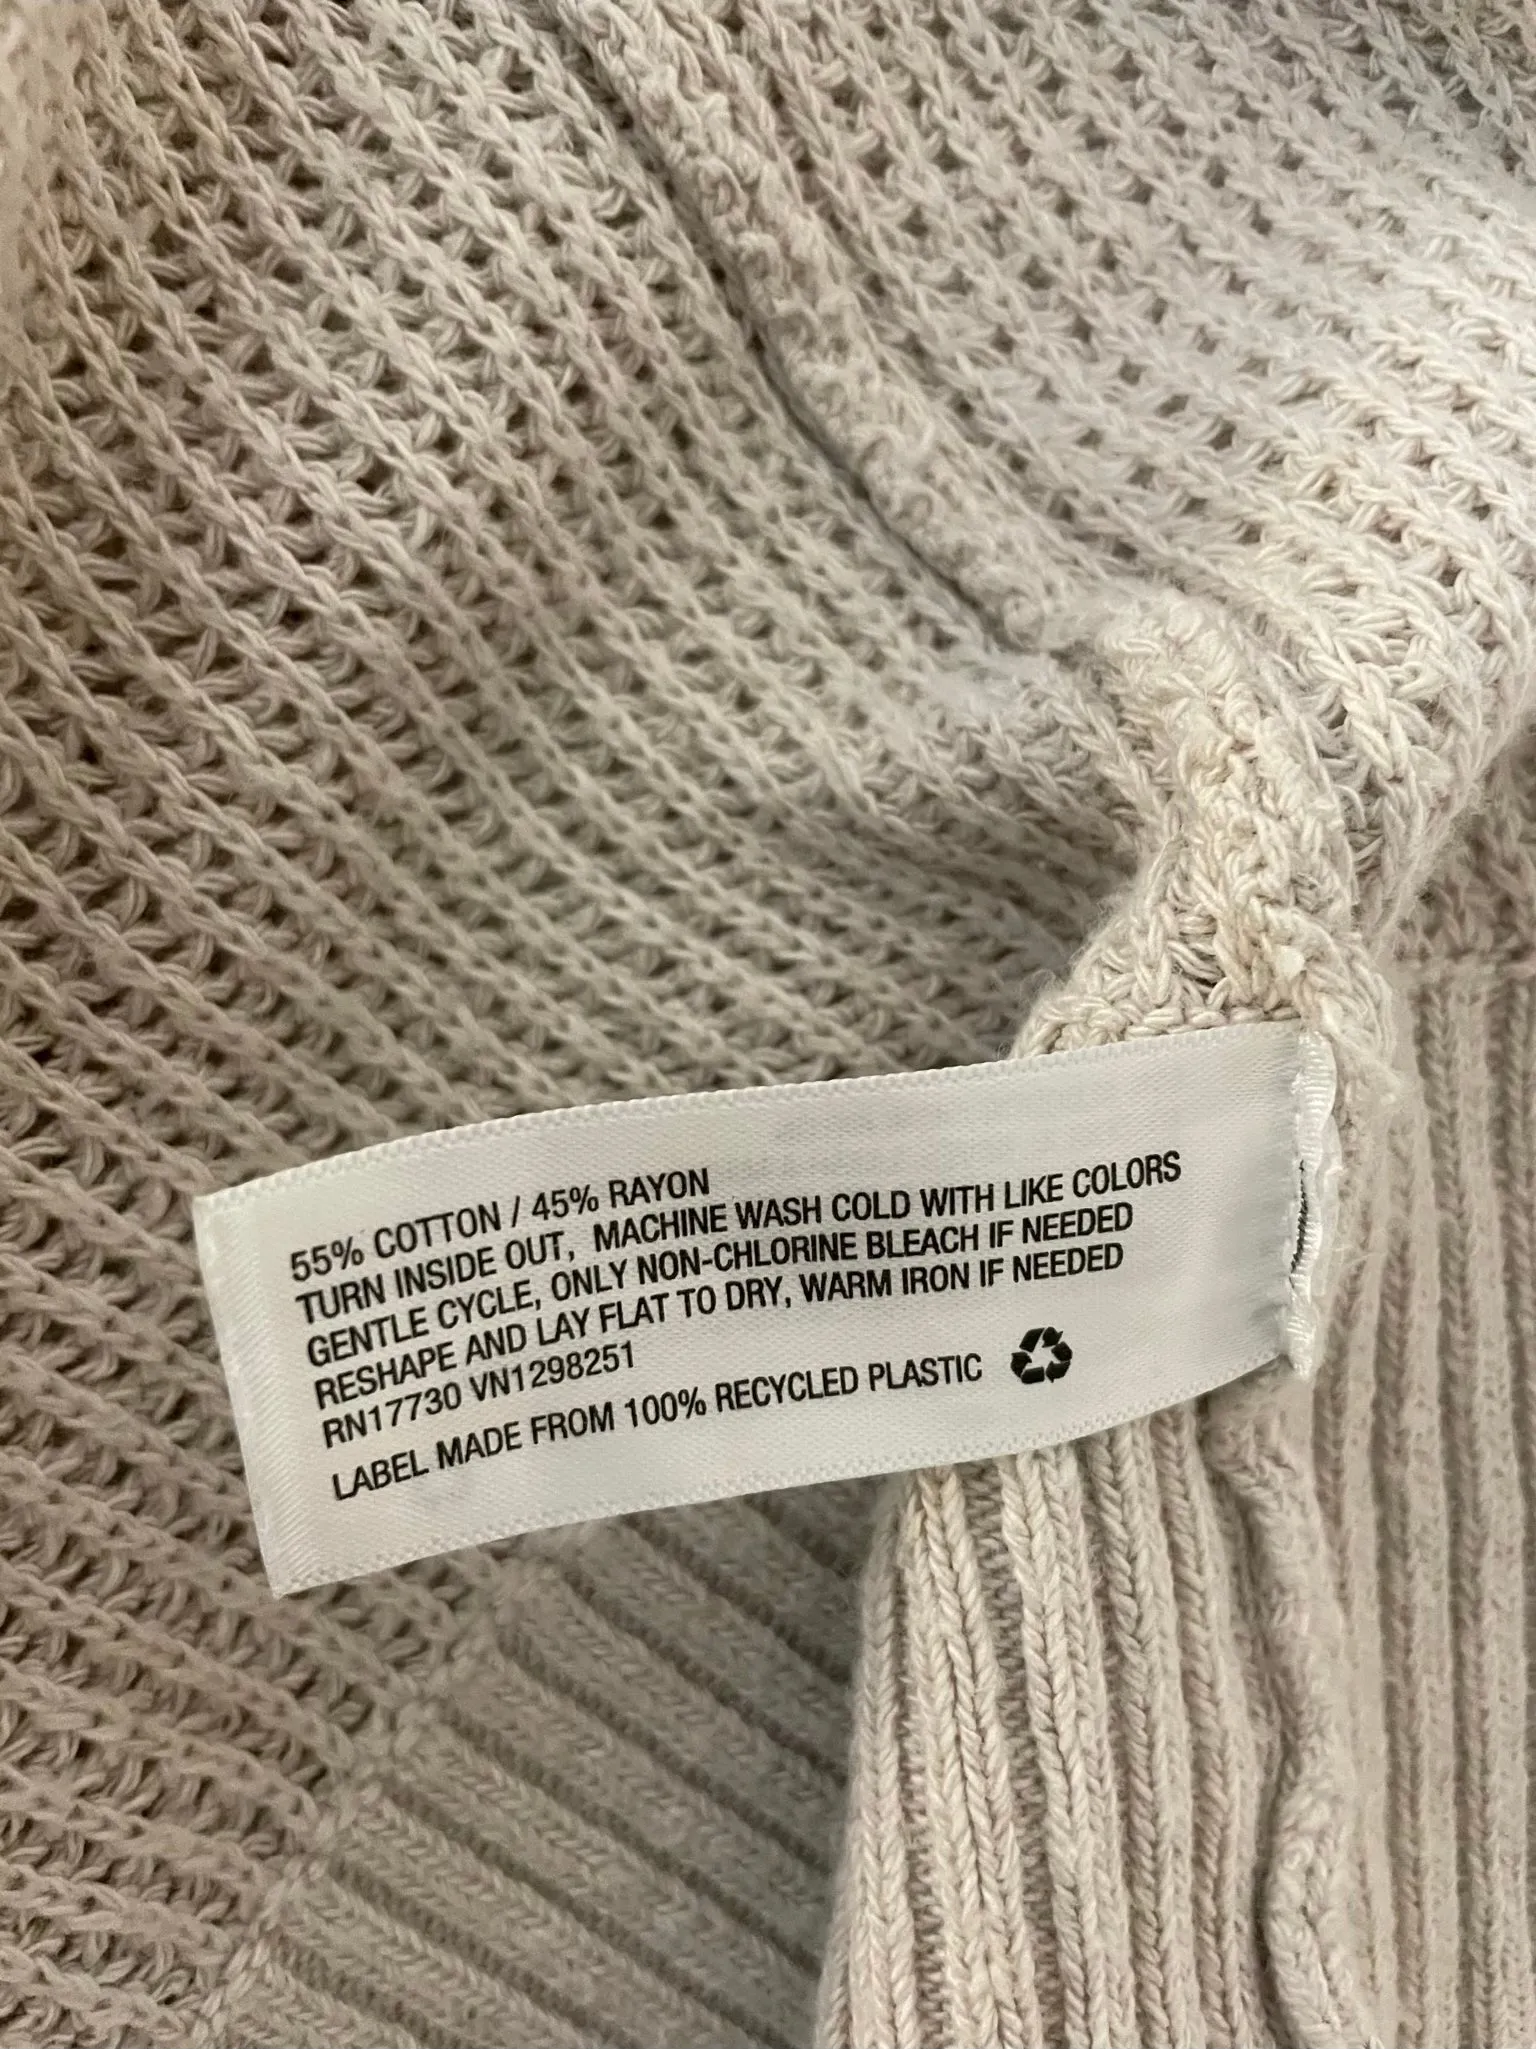 55% COTTON / 45% RAYON
TURN INSIDE OUT, MACHINE WASH COLD WITH LIKE COLORS
GENTLE CYCLE, ONLY NON-CHLORINE BLEACH IF NEEDED
RESHAPE AND LAY FLAT TO DRY, WARM IRON IF NEEDED
RN17730 VN1298251
LABEL MADE FROM 100% RECYCLED PLASTIC